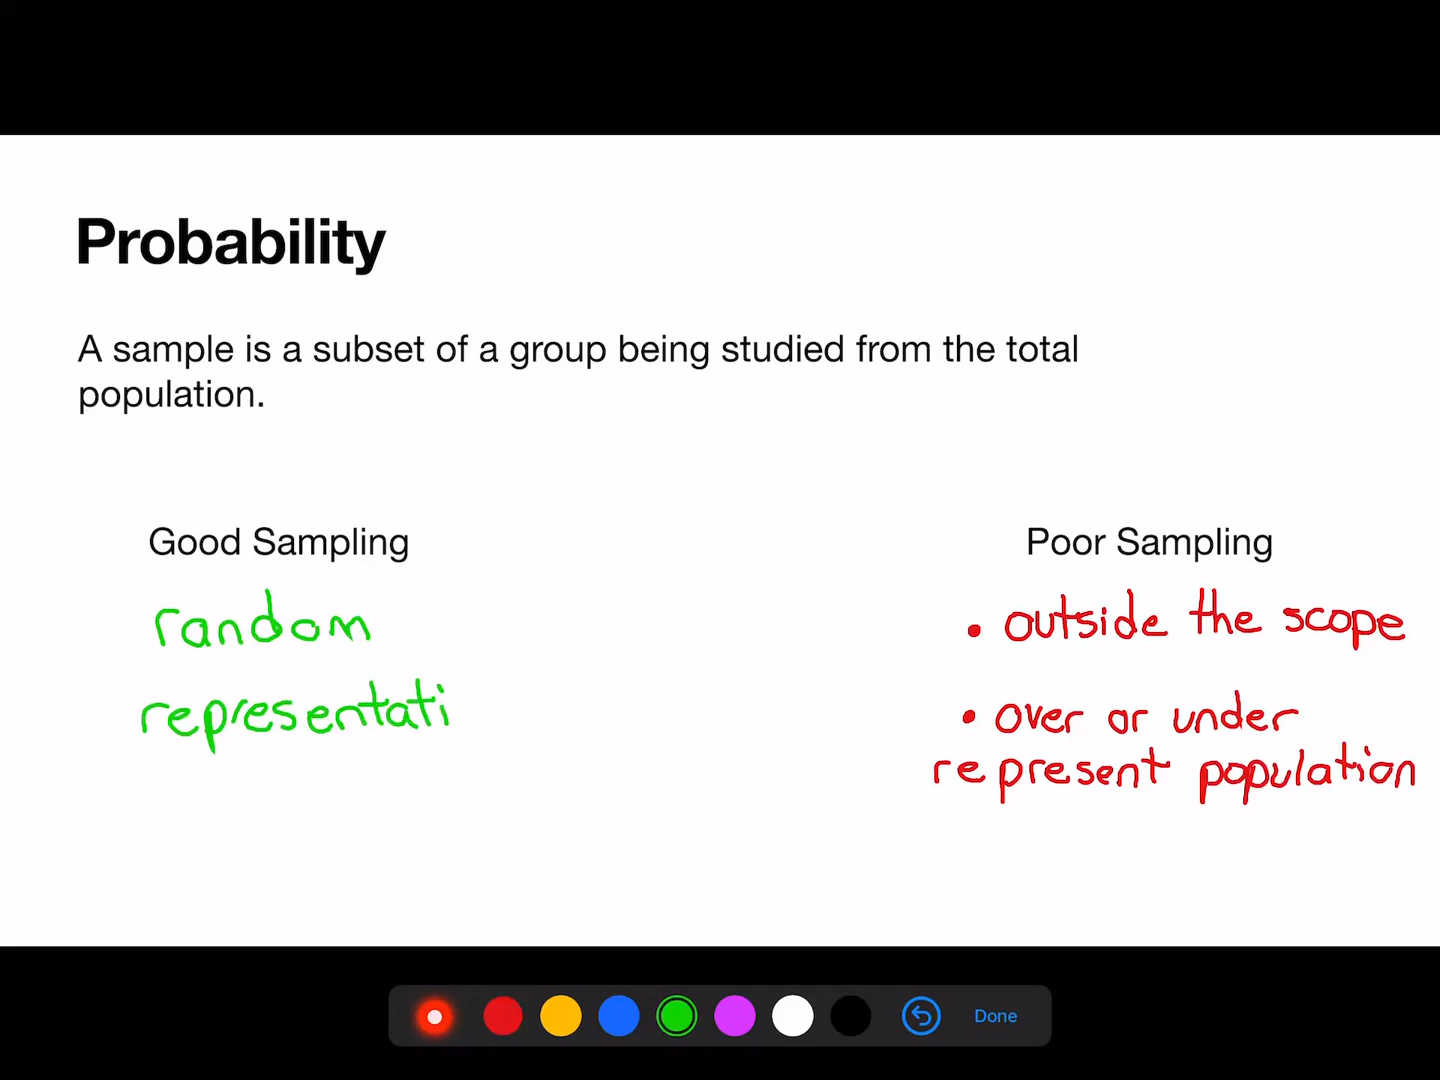 Probability
A sample is a subset of a group being studied from the total
population.
Good Sampling
random
representati
Poor Sampling
• outside the scope
• over or under
represent population
Done